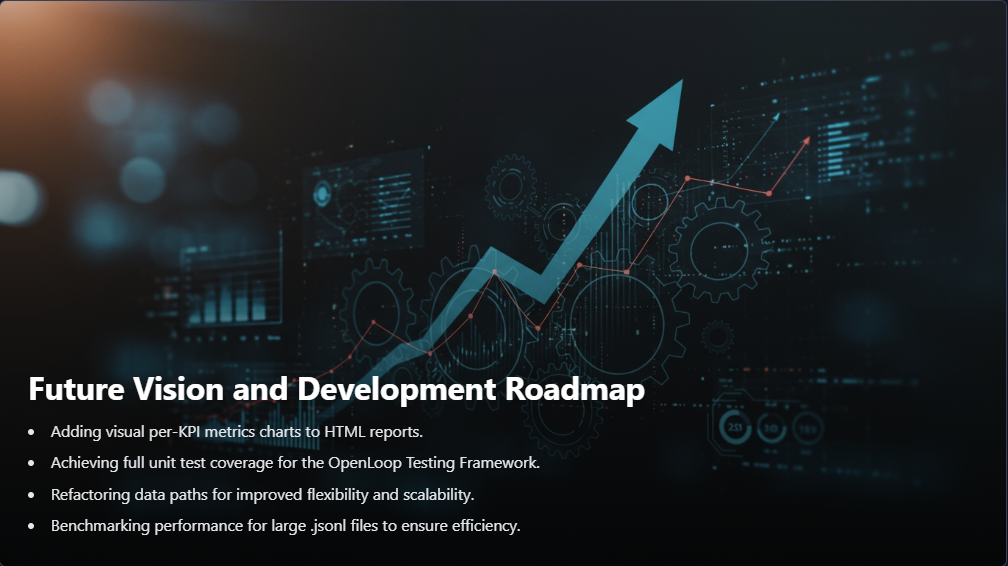 Future Vision and Development Roadmap
• Adding visual per-KPI metrics charts to HTML reports.
• Achieving full unit test coverage for the OpenLoop Testing Framework.
• Refactoring data paths for improved flexibility and scalability.
• Benchmarking performance for large .jsonl files to ensure efficiency.